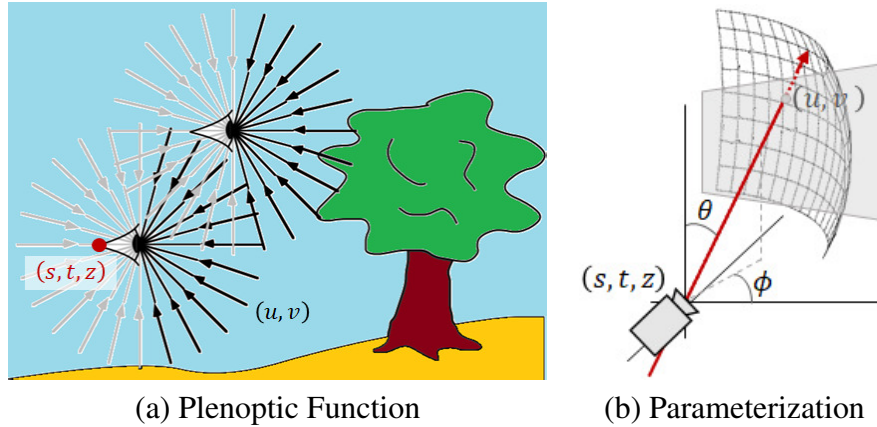 (s, t, z)
(u, v)
(a) Plenoptic Function
(u, v)
θ
(s, t, z)
ϕ
(b) Parameterization